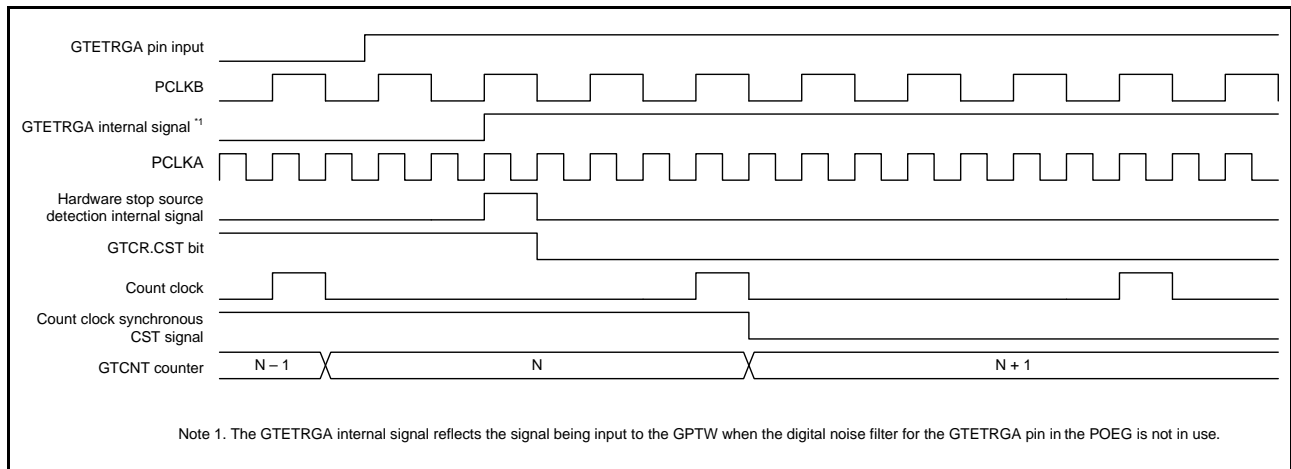 GTETRGA pin input
PCLKB
GTETRGA internal signal *1
PCLKA
Hardware stop source
detection internal signal
GTCR.CST bit
Count clock
Count clock synchronous
CST signal
GTCNT counter
N – 1
N
N + 1
Note 1. The GTETRGA internal signal reflects the signal being input to the GPTW when the digital noise filter for the GTETRGA pin in the POEG is not in use.